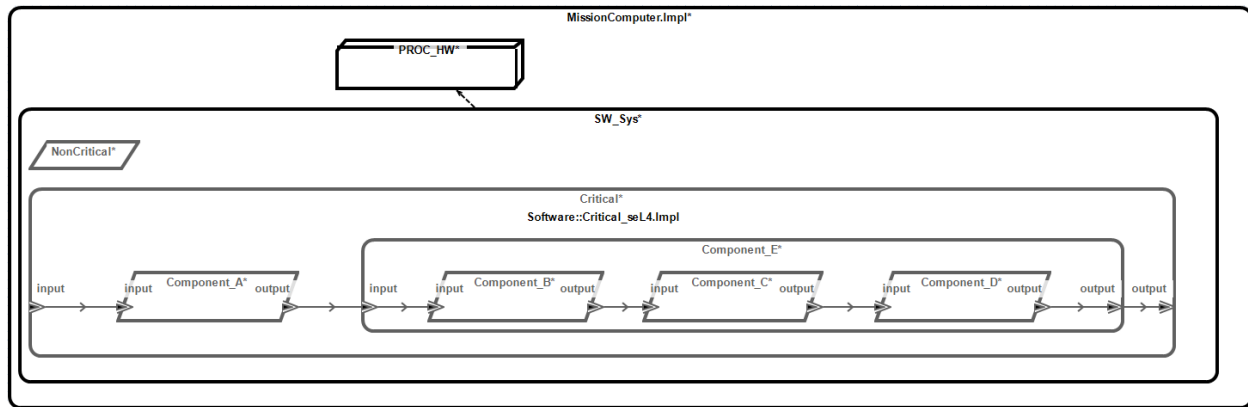 MissionComputer.Impl*
PROC_HW*
SW_Sys*
NonCritical*
Critical*
Software::Critical_seL4.Impl
Component_E*
Component_A* Component_B* Component_C* Component_D*
input input output input input output input output input output output output